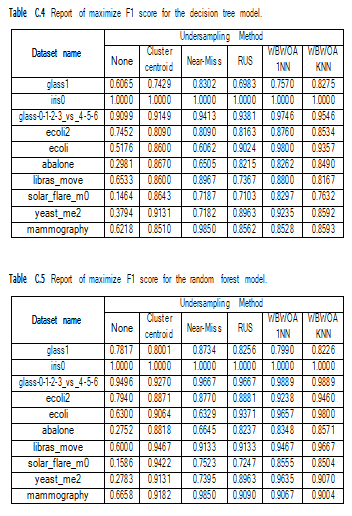 Table C.4 Report of maximize F1 score for the decision tree model.
Dataset name Undersampling Method
None Cluster centroid Near-Miss RUS WBWOA 1NN WBWOA KNN
glass1 0.6065 0.7429 0.8302 0.6983 0.7570 0.8275
iris0 1.0000 1.0000 1.0000 1.0000 1.0000 1.0000
glass-0-1-2-3_vs_4-5-6 0.9099 0.9149 0.9413 0.9381 0.9746 0.9546
ecoli2 0.7452 0.8090 0.8090 0.8163 0.8760 0.8534
ecoli 0.5176 0.8600 0.6062 0.9024 0.9800 0.9357
abalone 0.2981 0.8670 0.6505 0.8215 0.8262 0.8490
libras_move 0.6533 0.8600 0.8967 0.7367 0.8800 0.8167
solar_flare_m0 0.1464 0.8643 0.7187 0.7103 0.8297 0.7632
yeast_me2 0.3794 0.9131 0.7182 0.8963 0.9235 0.8592
mammography 0.6218 0.8510 0.9850 0.8562 0.8528 0.8593
Table C.5 Report of maximize F1 score for the random forest model.
Dataset name Undersampling Method
None Cluster centroid Near-Miss RUS WBWOA 1NN WBWOA KNN
glass1 0.7817 0.8001 0.8734 0.8256 0.7990 0.8226
iris0 1.0000 1.0000 1.0000 1.0000 1.0000 1.0000
glass-0-1-2-3_vs_4-5-6 0.9496 0.9270 0.9667 0.9667 0.9889 0.9889
ecoli2 0.7940 0.8871 0.8770 0.8881 0.9238 0.9460
ecoli 0.6300 0.9064 0.6329 0.9371 0.9657 0.9800
abalone 0.2752 0.8818 0.6645 0.8237 0.8348 0.8571
libras_move 0.6000 0.9467 0.9133 0.9133 0.9467 0.9667
solar_flare_m0 0.1586 0.9422 0.7523 0.7247 0.8555 0.8504
yeast_me2 0.2783 0.9131 0.7395 0.8963 0.9635 0.9070
mammography 0.6658 0.9182 0.9850 0.9090 0.9067 0.9004